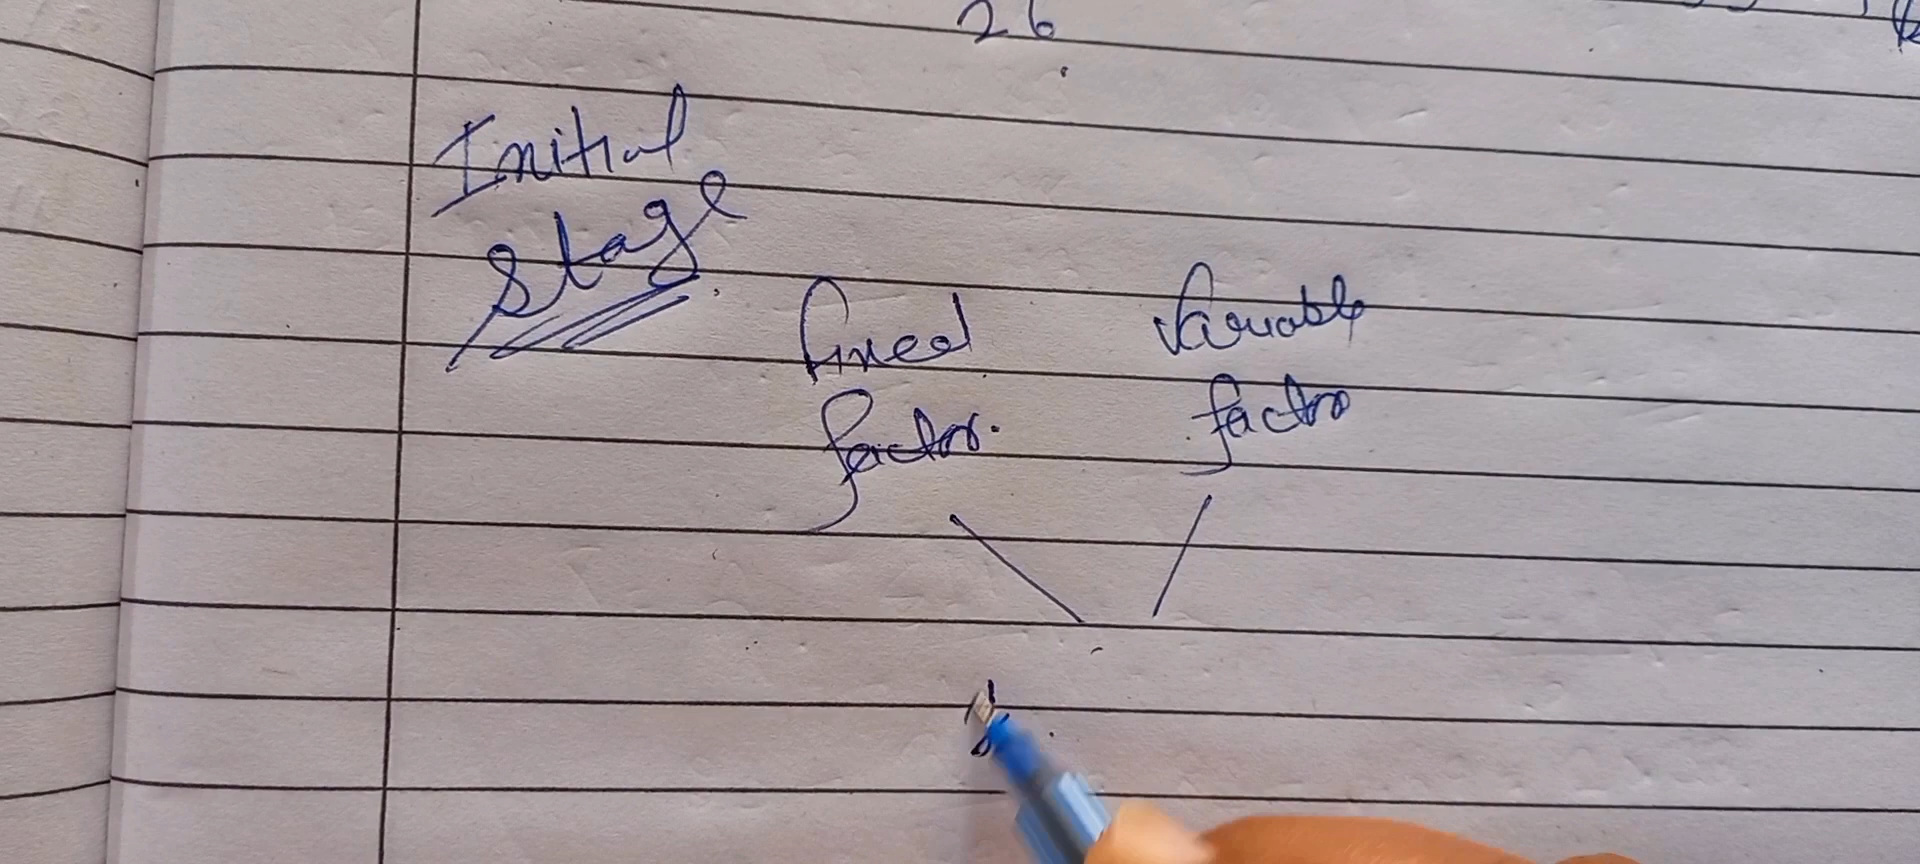 26
Initial
Stage
fixed
factor.
Variable
factor